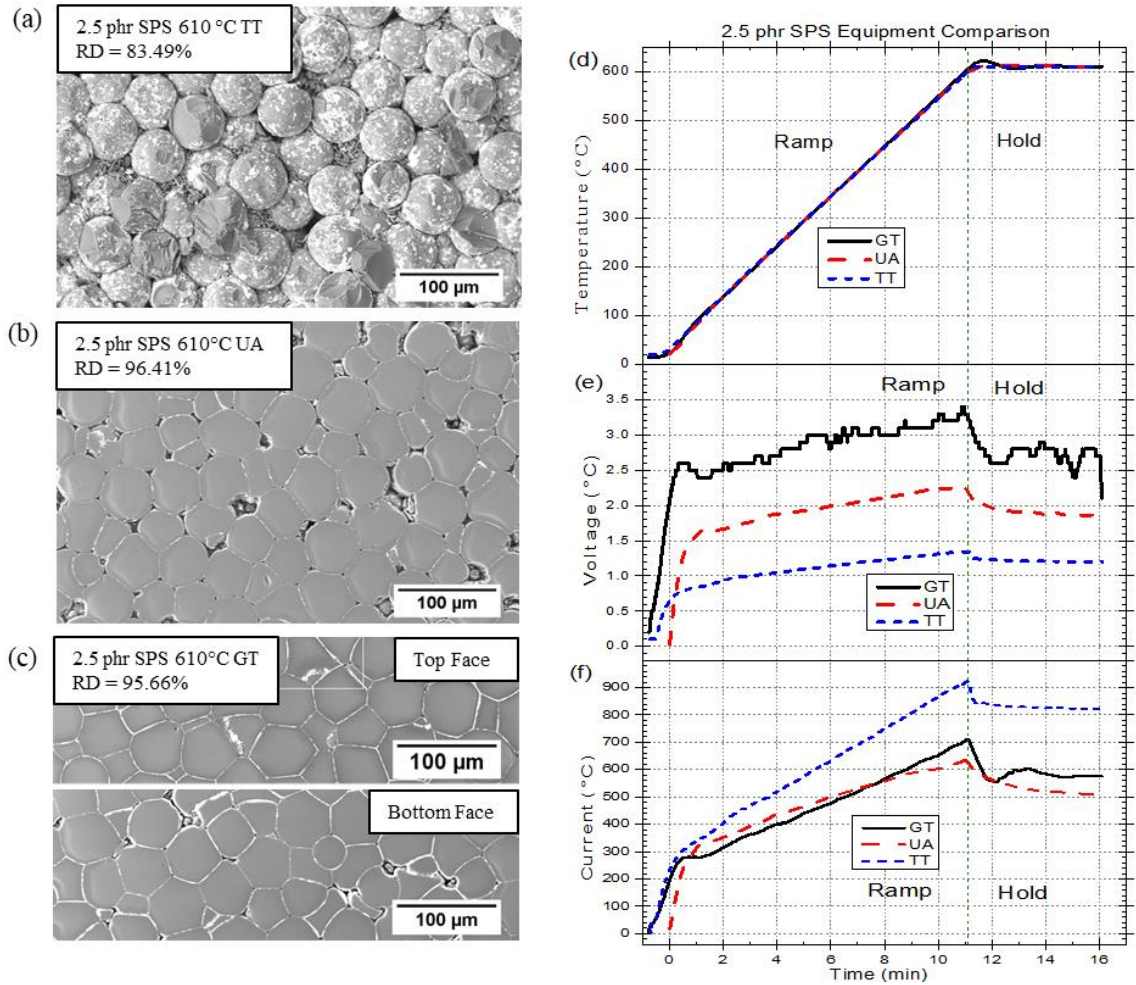 (a)
2.5 phr SPS 610 °C TT
RD = 83.49%
100 µm
(b)
2.5 phr SPS 610°C UA
RD = 96.41%
100 µm
(c)
2.5 phr SPS 610°C GT
RD = 95.66%
Top Face
100 µm
Bottom Face
100 µm
2.5 phr SPS Equipment Comparison
(d)
600
500
400
300
200
100
0
Temperature (°C)
Ramp
Hold
GT
UA
TT
(e)
3.5
3.0
2.5
2.0
1.5
1.0
0.5
0.0
Voltage (°C)
Ramp
Hold
GT
UA
TT
(f)
900
800
700
600
500
400
300
200
100
0
Current (°C)
GT
UA
TT
Ramp
Hold
0 2 4 6 8 10 12 14 16
Time (min)